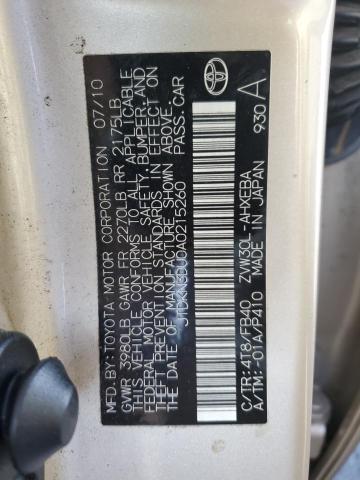 MFD.BY:TOYOTA MOTOR CORPORATION 07/10
GVWR 3980LB GAWR FR 2270LB RR 2175LB
THIS VEHICLE CONFORMS TO ALL APPLICABLE
FEDERAL MOTOR VEHICLE SAFETY,BUMPER,AND
THEFT PREVENTION STANDARDS IN EFFECT ON
THE DATE OF MANUFACTURE SHOWN ABOVE.
JTDKN3DU0A0215260 PASS.CAR
C/TR:4T8/FB40 ZVW30L-AHXEBA
A/TM:-01A/P410 MADE IN JAPAN 930 A
TOYOTA